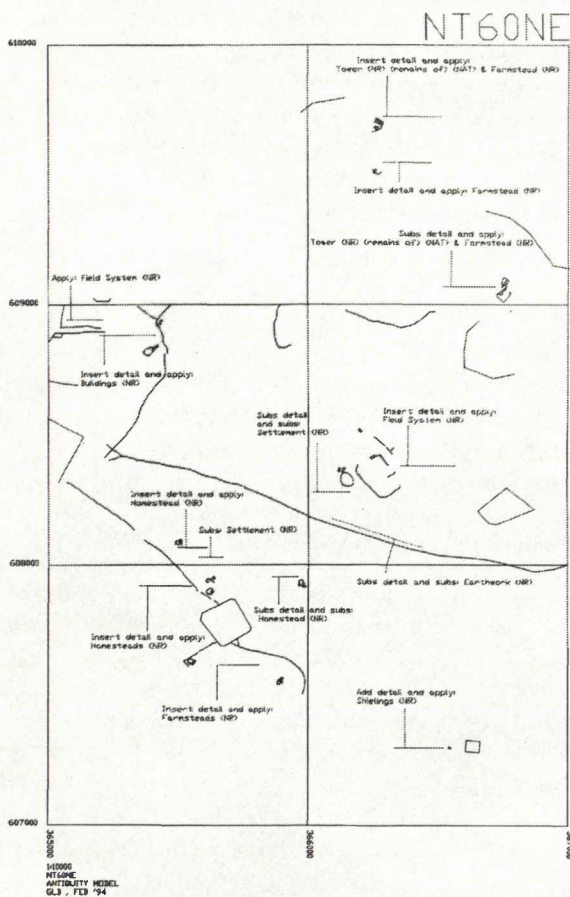 NT60NE
610000
Insert detail and apply:
Tower (NR) (remains of) (NAT) & Farmstead (NR)
Insert detail and apply: Farmstead (NR)
Subs detail and apply:
Tower (NR) (remains of) (NAT) & Farmstead (NR)
Apply: Field System (NR)
609000
Insert detail and apply:
Buildings (NR)
Subs detail
and subs:
Settlement (NR)
Insert detail and apply:
Field System (NR)
Insert detail and apply:
Homestead (NR)
Subs: Settlement (NR)
608000
Subs detail and subs: Earthwork (NR)
Insert detail and apply:
Homesteads (NR)
Subs detail and subs:
Homestead (NR)
Insert detail and apply:
Farmsteads (NR)
Add detail and apply:
Shielings (NR)
607000
365000
366000
1:10000
NT60NE
ANTIQUITY MODEL
GLB , FEB '94